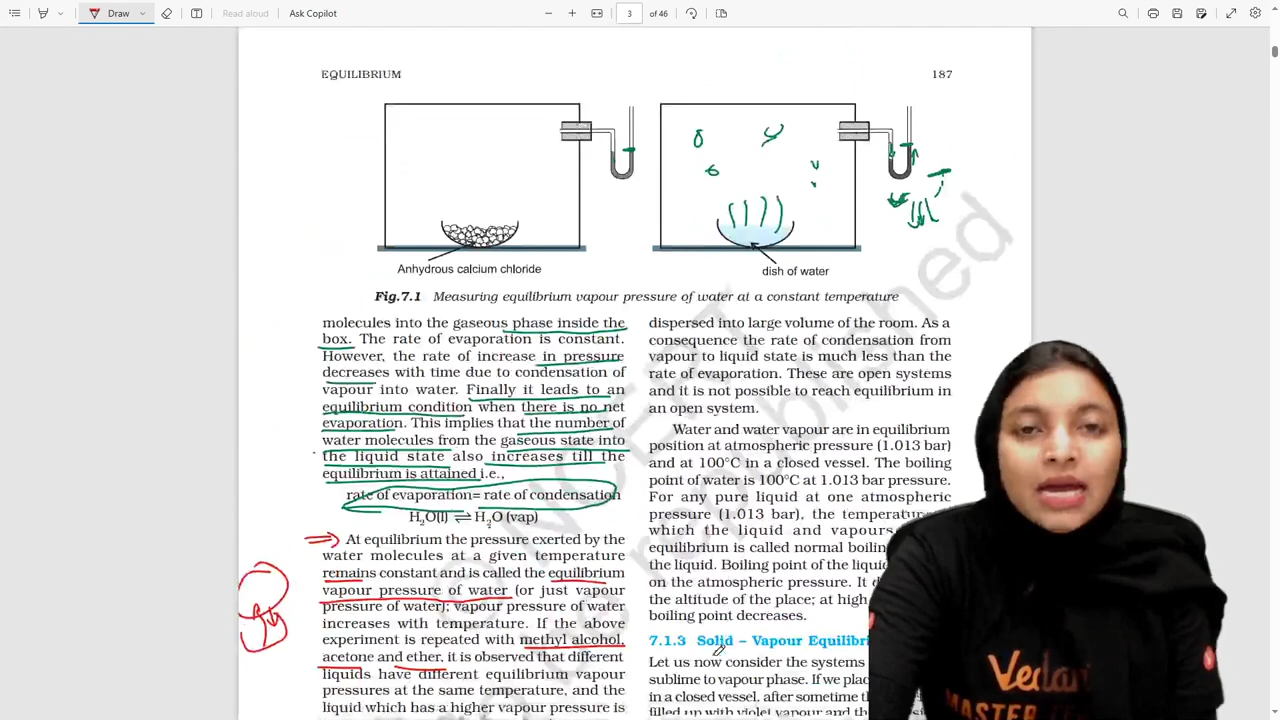 Draw
Read aloud
Ask Copilot
3 of 46
EQUILIBRIUM
187
Anhydrous calcium chloride
dish of water
Fig.7.1 Measuring equilibrium vapour pressure of water at a constant temperature
molecules into the gaseous phase inside the
box. The rate of evaporation is constant.
However, the rate of increase in pressure
decreases with time due to condensation of
vapour into water. Finally it leads to an
equilibrium condition when there is no net
evaporation. This implies that the number of
water molecules from the gaseous state into
the liquid state also increases till the
equilibrium is attained i.e.,
rate of evaporation= rate of condensation
H2O(l) ⇌ H2O (vap)
At equilibrium the pressure exerted by the
water molecules at a given temperature
remains constant and is called the equilibrium
vapour pressure of water (or just vapour
pressure of water); vapour pressure of water
increases with temperature. If the above
experiment is repeated with methyl alcohol,
acetone and ether, it is observed that different
liquids have different equilibrium vapour
pressures at the same temperature, and the
liquid which has a higher vapour pressure is
dispersed into large volume of the room. As a
consequence the rate of condensation from
vapour to liquid state is much less than the
rate of evaporation. These are open systems
and it is not possible to reach equilibrium in
an open system.
Water and water vapour are in equilibrium
position at atmospheric pressure (1.013 bar)
and at 100°C in a closed vessel. The boiling
point of water is 100°C at 1.013 bar pressure.
For any pure liquid at one atmospheric
pressure (1.013 bar), the temperature
which the liquid and vapours
equilibrium is called normal boiling
the liquid. Boiling point of the liquid
on the atmospheric pressure. It
the altitude of the place; at high
boiling point decreases.
7.1.3 Solid – Vapour
Let us now consider the systems
sublime to vapour phase. If we
in a closed vessel, after sometime
filled up with violet vapour and
© NCERT
republished
Vedan
MASTER